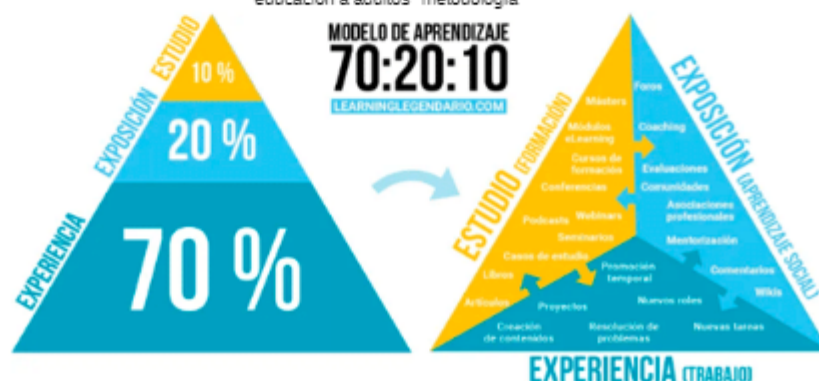 educación a adultos" metodología
MODELO DE APRENDIZAJE
70:20:10
LEARNINGLEGENDARIO.COM
ESTUDIO
10 %
EXPOSICIÓN
20 %
EXPERIENCIA
70 %
ESTUDIO (FORMACIÓN)
Másters
Módulos
eLearning
Cursos de
formación
Conferencias
Podcasts
Webinars
Seminarios
Casos de estudio
Libros
Artículos
EXPOSICIÓN (APRENDIZAJE SOCIAL)
Foros
Coaching
Evaluaciones
Comunidades
Asociaciones
profesionales
Mentorización
Comentarios
Wikis
Promoción
temporal
Proyectos
Nuevos roles
Creación
de contenidos
Resolución de
problemas
Nuevas tareas
EXPERIENCIA (TRABAJO)